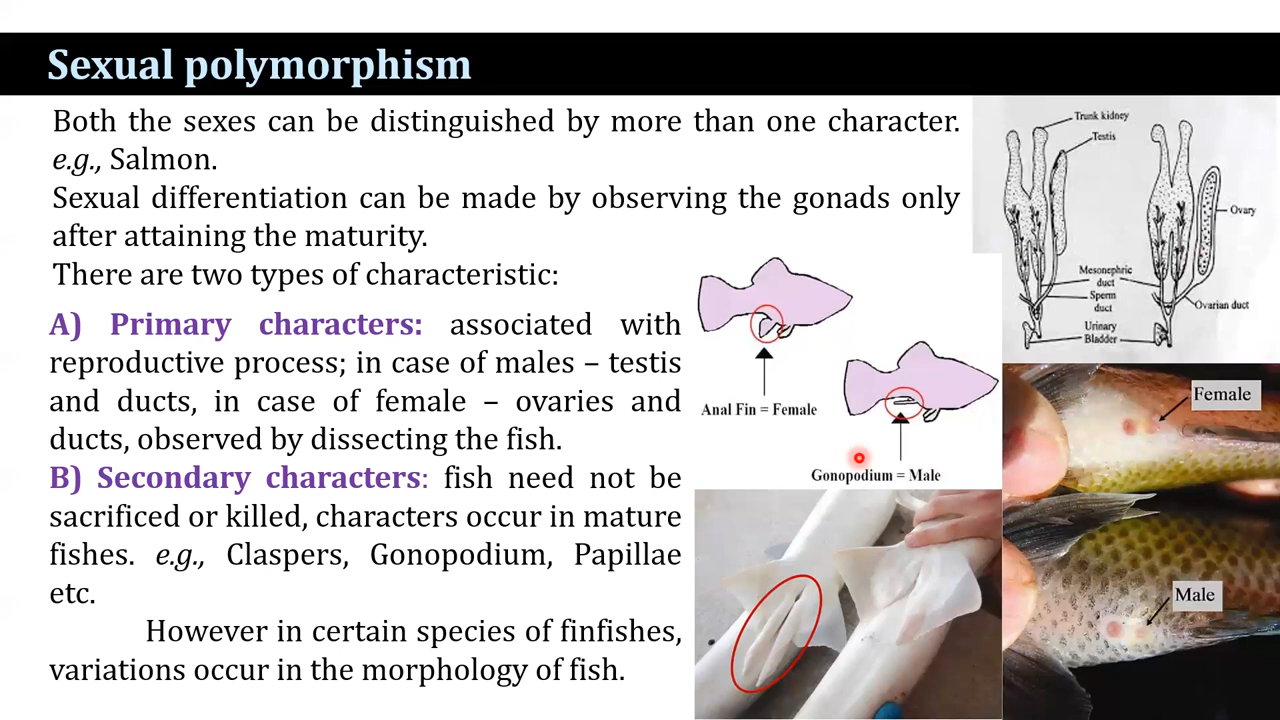 Sexual polymorphism
Both the sexes can be distinguished by more than one character.
e.g., Salmon.
Sexual differentiation can be made by observing the gonads only
after attaining the maturity.
There are two types of characteristic:
A) Primary characters: associated with
reproductive process; in case of males – testis
and ducts, in case of female – ovaries and
ducts, observed by dissecting the fish.
B) Secondary characters: fish need not be
sacrificed or killed, characters occur in mature
fishes. e.g., Claspers, Gonopodium, Papillae
etc.
However in certain species of finfishes,
variations occur in the morphology of fish.
Anal Fin = Female
Gonopodium = Male
Trunk kidney
Testis
Ovary
Mesonephric
duct
Sperm
duct
Ovarian duct
Urinary
Bladder
Female
Male